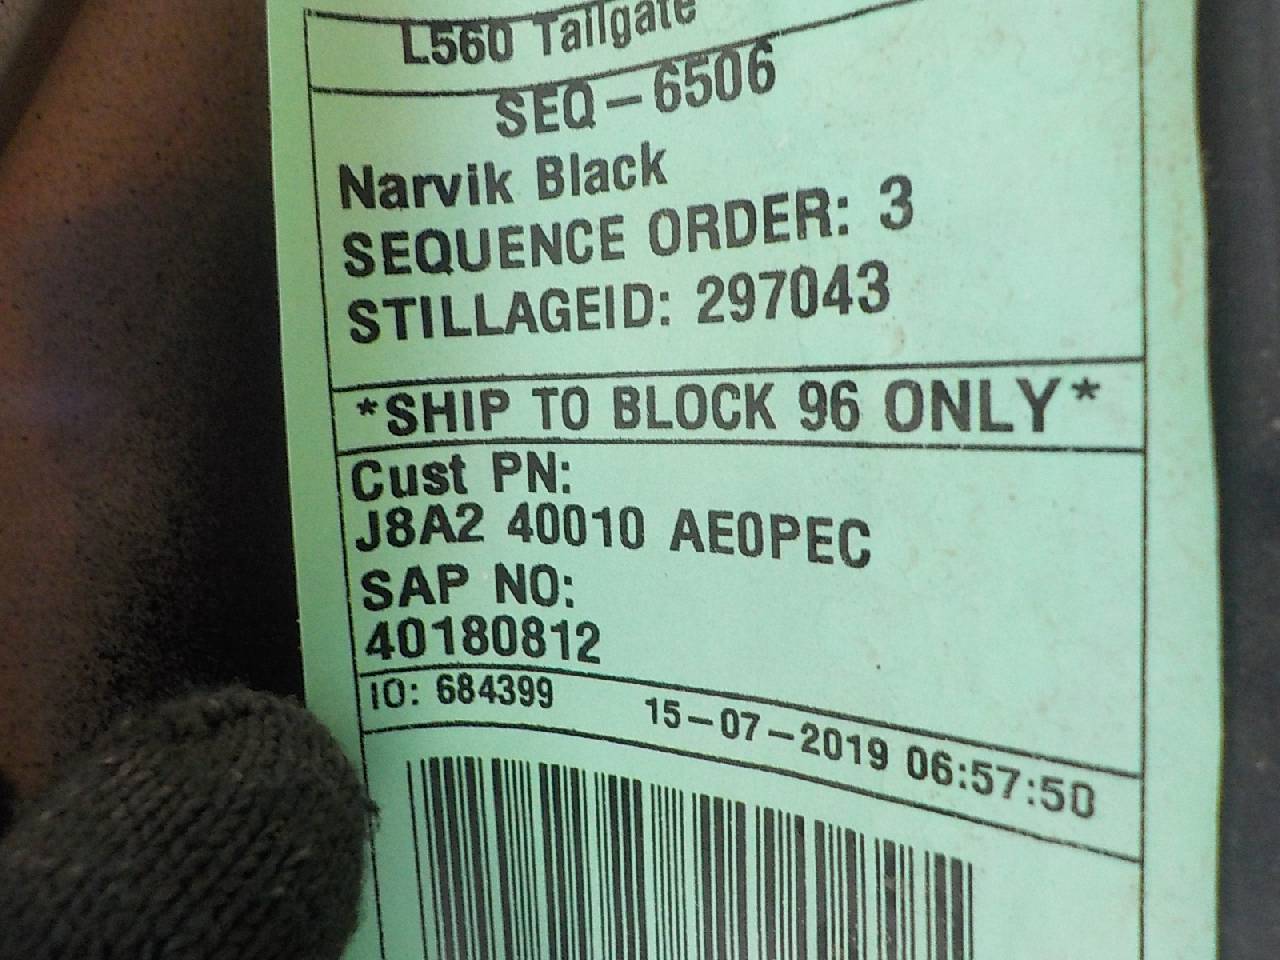 L560 Tailgate
SEQ-6506
Narvik Black
SEQUENCE ORDER: 3
STILLAGEID: 297043
*SHIP TO BLOCK 96 ONLY*
Cust PN:
J8A2 40010 AE0PEC
SAP NO:
40180812
IO: 684399 15-07-2019 06:57:50